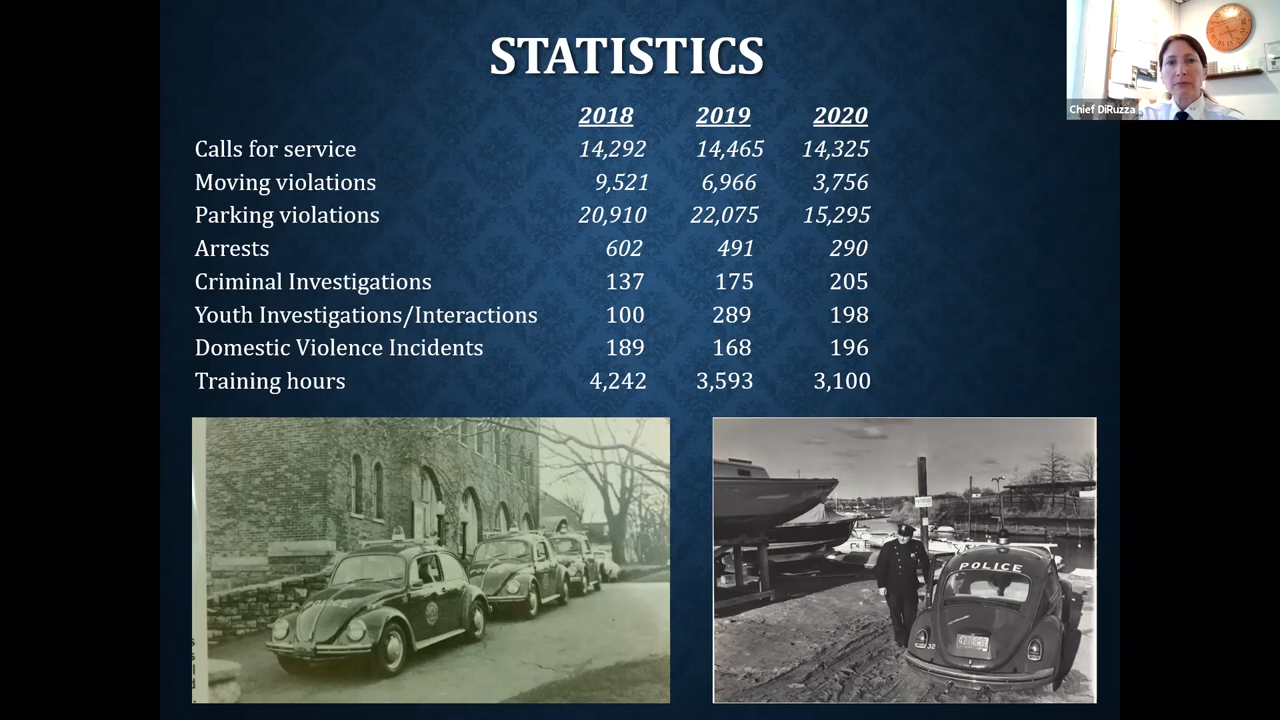 STATISTICS
Chief DiRuzza
2018 2019 2020
Calls for service 14,292 14,465 14,325
Moving violations 9,521 6,966 3,756
Parking violations 20,910 22,075 15,295
Arrests 602 491 290
Criminal Investigations 137 175 205
Youth Investigations/Interactions 100 289 198
Domestic Violence Incidents 189 168 196
Training hours 4,242 3,593 3,100
POLICE
POLICE
32